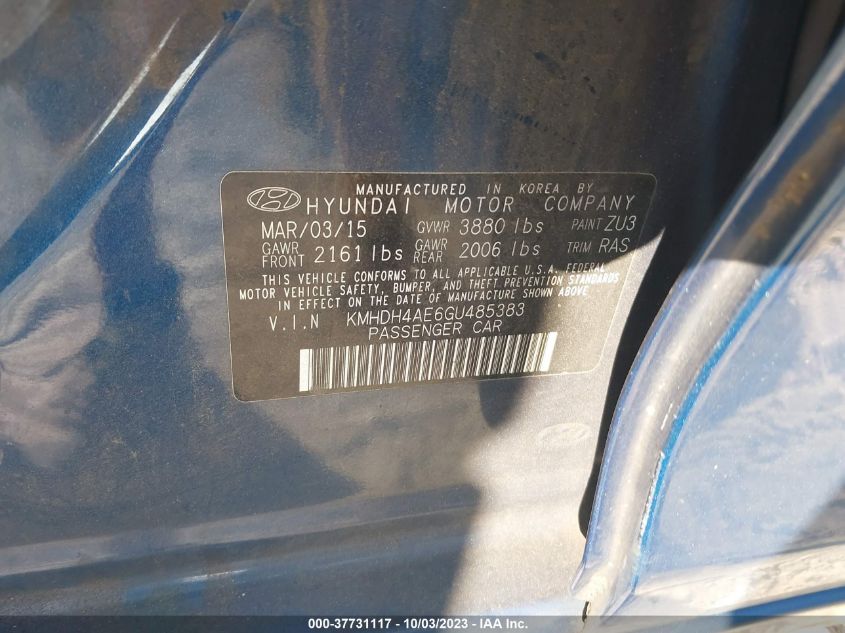 MANUFACTURED IN KOREA BY
HYUNDAI MOTOR COMPANY
MAR/03/15 GVWR 3880 lbs PAINT ZU3
GAWR FRONT 2161 lbs GAWR REAR 2006 lbs TRIM RAS
THIS VEHICLE CONFORMS TO ALL APPLICABLE U.S.A. FEDERAL
MOTOR VEHICLE SAFETY, BUMPER, AND THEFT PREVENTION STANDARDS
IN EFFECT ON THE DATE OF MANUFACTURE SHOWN ABOVE
V.I.N KMHDH4AE6GU485383
PASSENGER CAR
000-37731117 - 10/03/2023 - IAA Inc.